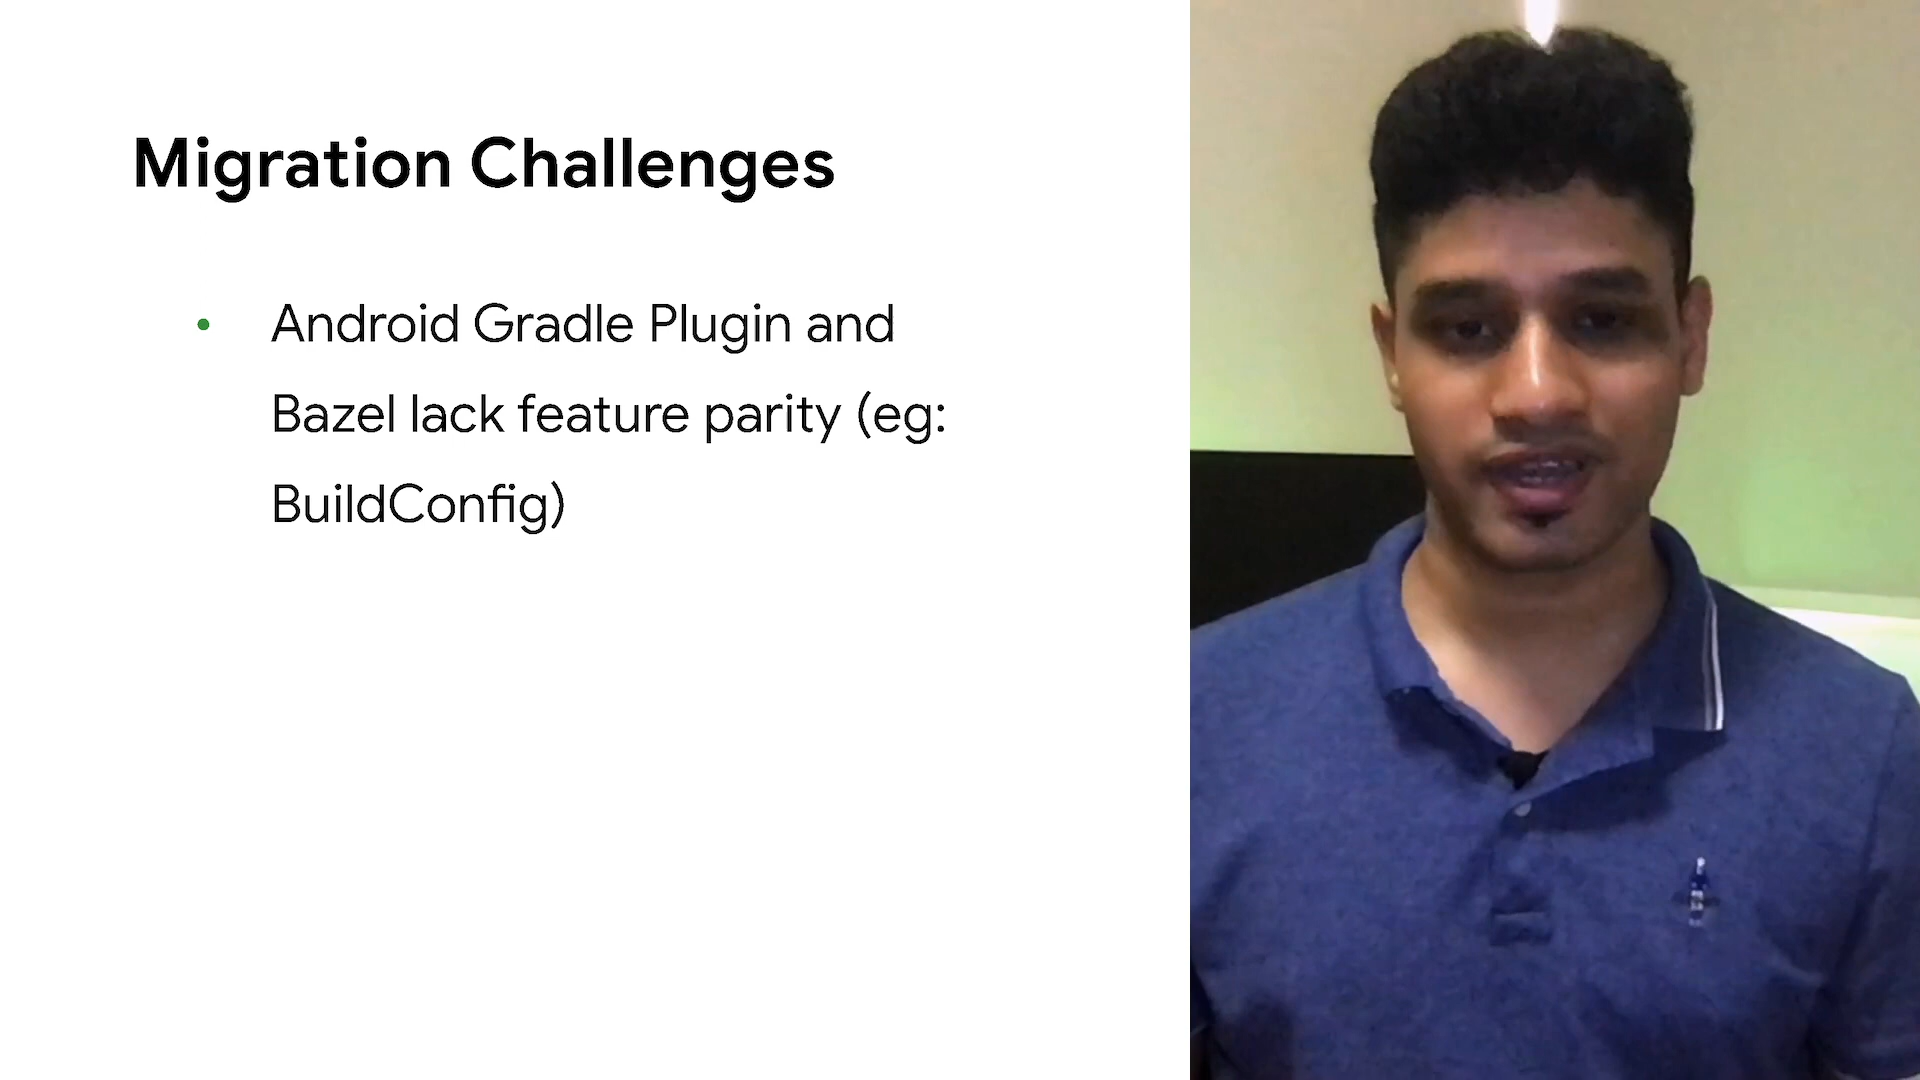 Migration Challenges
• Android Gradle Plugin and
Bazel lack feature parity (eg:
BuildConfig)